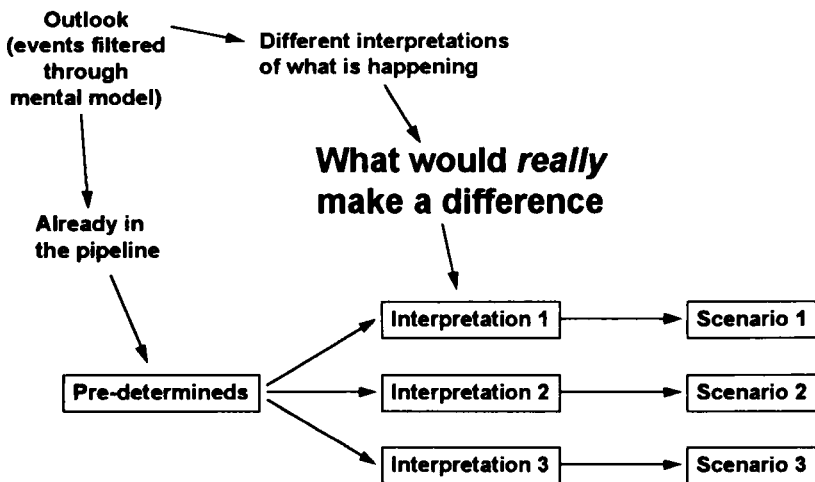 Outlook
(events filtered
through
mental model)
Different interpretations
of what is happening
What would really
make a difference
Already in
the pipeline
Interpretation 1
Scenario 1
Pre-determineds
Interpretation 2
Scenario 2
Interpretation 3
Scenario 3